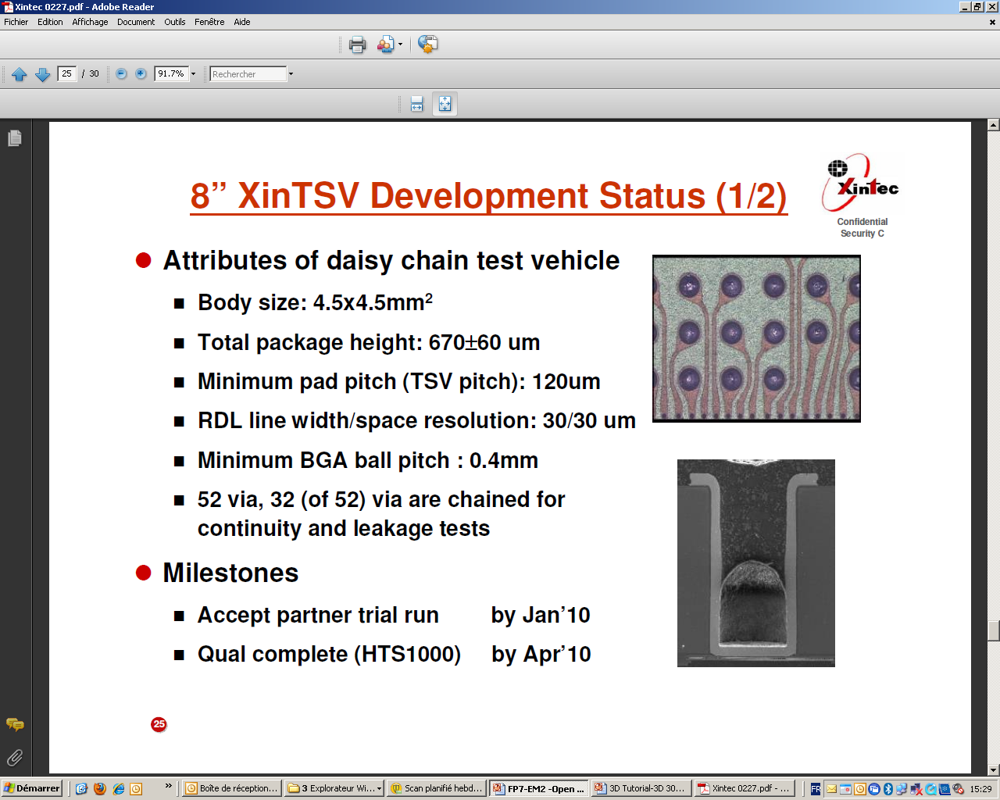 Xintec 0227.pdf - Adobe Reader
Fichier Edition Affichage Document Outils Fenêtre Aide
25 / 30 91.7% Rechercher
8” XinTSV Development Status (1/2)
XinTec
Confidential
Security C
Attributes of daisy chain test vehicle
Body size: 4.5x4.5mm²
Total package height: 670±60 um
Minimum pad pitch (TSV pitch): 120um
RDL line width/space resolution: 30/30 um
Minimum BGA ball pitch : 0.4mm
52 via, 32 (of 52) via are chained for
continuity and leakage tests
Milestones
Accept partner trial run by Jan’10
Qual complete (HTS1000) by Apr’10
25
Démarrer » Boîte de réception... 3 Explorateur Wi... Scan planifié hebd... FP7-EM2 -Open ... 3D Tutorial-3D 30... Xintec 0227.pdf - ... FR 15:29